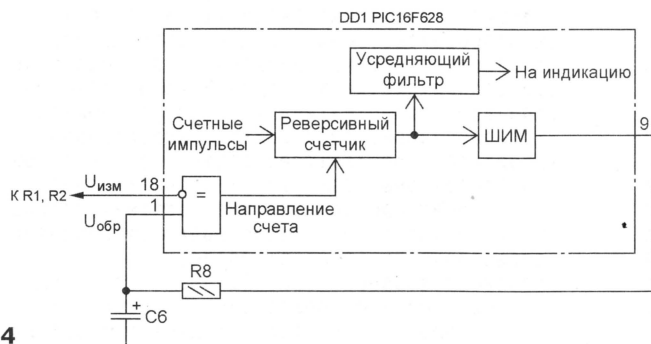 DD1 PIC16F628
Усредняющий
фильтр
На индикацию
Счетные
импульсы
Реверсивный
счетчик
ШИМ
9
Uизм
18
К R1, R2
=
1
Направление
счета
Uобр
R8
+
C6
4